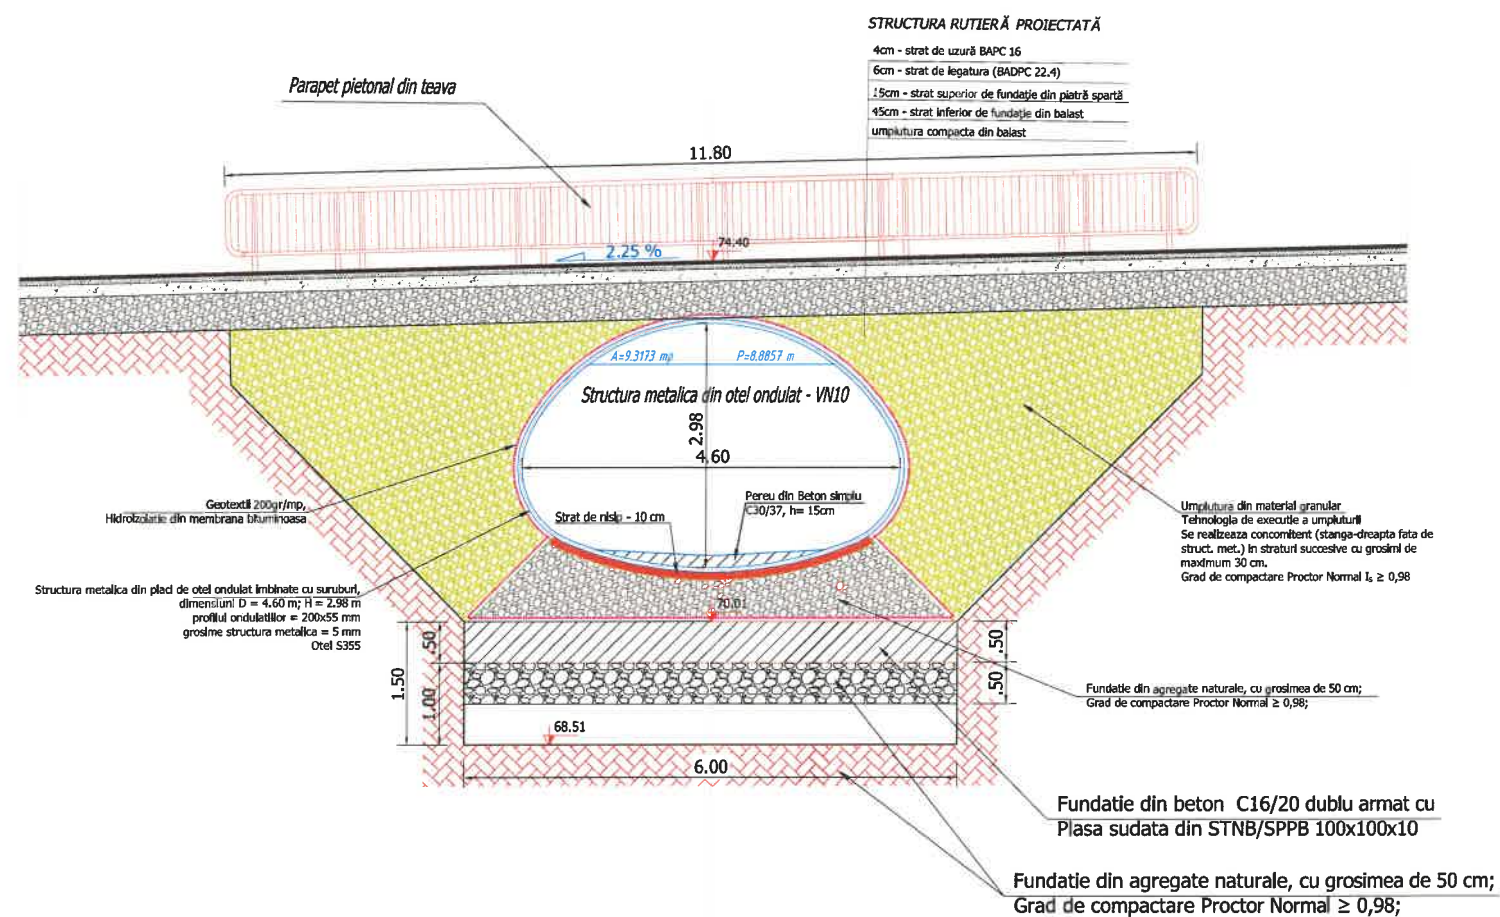 STRUCTURA RUTIERĂ PROIECTATĂ
4cm - strat de uzură BAPC 16
6cm - strat de legatura (BADPC 22.4)
15cm - strat superior de fundație din piatră spartă
45cm - strat inferior de fundație din balast
umplutura compacta din balast
Parapet pietonal din teava
11.80
2.25 %
74.40
A=9.3173 mp
P=8.8857 m
Structura metalica din otel ondulat - VN10
2.98
4.60
Geotextil 200gr/mp,
Hidroizolatie din membrana bituminoasa
Strat de nisip - 10 cm
Pereu din Beton simplu
C30/37, h= 15cm
Umplutura din material granular
Tehnologia de executie a umpluturii
Se realizeaza concomitent (stanga-dreapta fata de
struct. met.) in straturi succesive cu grosimi de
maximum 30 cm.
Grad de compactare Proctor Normal Is ≥ 0,98
Structura metalica din placi de otel ondulat imbinate cu suruburi,
dimensiuni D = 4.60 m; H = 2.98 m
profilul ondulatiilor = 200x55 mm
grosime structura metalica = 5 mm
Otel S355
70.01
.50
1.50
1.00
.50
.50
68.51
6.00
Fundatie din agregate naturale, cu grosimea de 50 cm;
Grad de compactare Proctor Normal ≥ 0,98;
Fundatie din beton C16/20 dublu armat cu
Plasa sudata din STNB/SPPB 100x100x10
Fundatie din agregate naturale, cu grosimea de 50 cm;
Grad de compactare Proctor Normal ≥ 0,98;